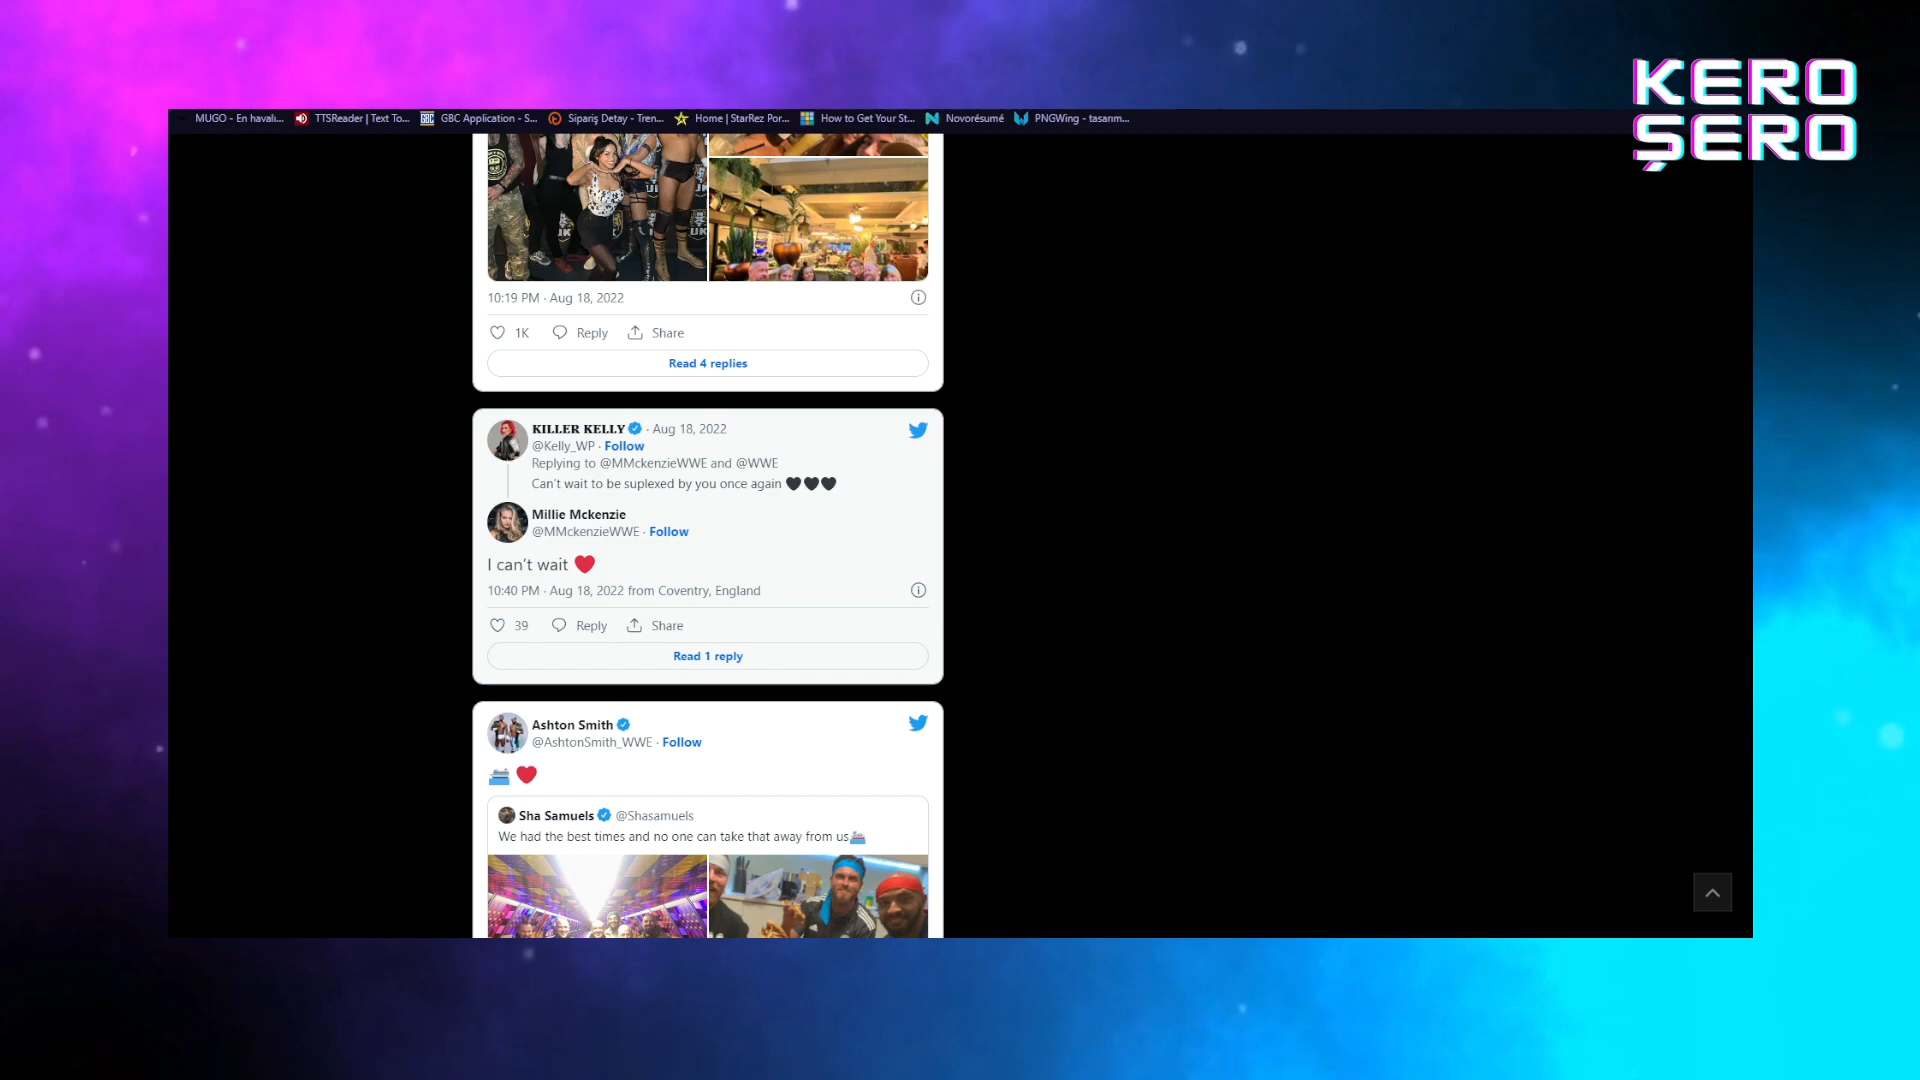 KERO
ŞERO
MUGO - En havalı... TTSReader | Text To... GBC Application - S... Sipariş Detay - Tren... Home | StarRez Por... How to Get Your St... Novorésumé PNGWing - tasarım...
10:19 PM · Aug 18, 2022
1K Reply Share
Read 4 replies
KILLER KELLY · Aug 18, 2022
@Kelly_WP · Follow
Replying to @MMckenzieWWE and @WWE
Can't wait to be suplexed by you once again 🖤🖤🖤
Millie Mckenzie
@MMckenzieWWE · Follow
I can't wait ❤️
10:40 PM · Aug 18, 2022 from Coventry, England
39 Reply Share
Read 1 reply
Ashton Smith
@AshtonSmith_WWE · Follow
🛳️❤️
Sha Samuels @Shasamuels
We had the best times and no one can take that away from us🛳️